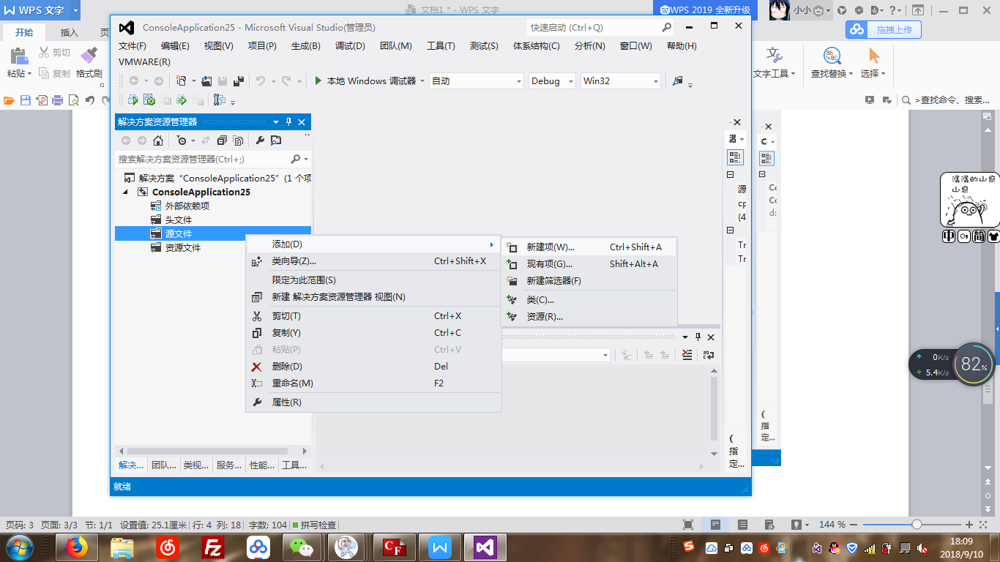 WPS 文字
文档1 * - WPS 文字
WPS 2019 全新升级
小小
开始
插入
拖拽上传
粘贴
剪切
复制
格式刷
文字工具
查找替换
选择
>查找命令、搜索...
ConsoleApplication25 - Microsoft Visual Studio(管理员)
快速启动 (Ctrl+Q)
文件(F) 编辑(E) 视图(V) 项目(P) 生成(B) 调试(D) 团队(M) 工具(T) 测试(S) 体系结构(C) 分析(N) 窗口(W) 帮助(H)
VMWARE(R)
本地 Windows 调试器
自动
Debug
Win32
解决方案资源管理器
搜索解决方案资源管理器(Ctrl+;)
解决方案“ConsoleApplication25”(1 个项
ConsoleApplication25
外部依赖项
头文件
源文件
资源文件
添加(D)
类向导(Z)... Ctrl+Shift+X
限定为此范围(S)
新建 解决方案资源管理器 视图(N)
剪切(T) Ctrl+X
复制(Y) Ctrl+C
粘贴(P) Ctrl+V
删除(D) Del
重命名(M) F2
属性(R)
新建项(W)... Ctrl+Shift+A
现有项(G)... Shift+Alt+A
新建筛选器(F)
类(C)...
资源(R)...
源
cp
{4
Tr
Tr
(
指
定...
C
Cc
Cc
d:
(
指
定...
潺潺的山泉
山泉
中
简
0K/s
5.4K/s
82%
解决... 团队... 类视... 服务... 性能... 工具...
就绪
页码: 3 页面: 3/3 节: 1/1 设置值: 25.1厘米 行: 4 列: 18 字数: 104 拼写检查
144 %
CF
18:09
2018/9/10